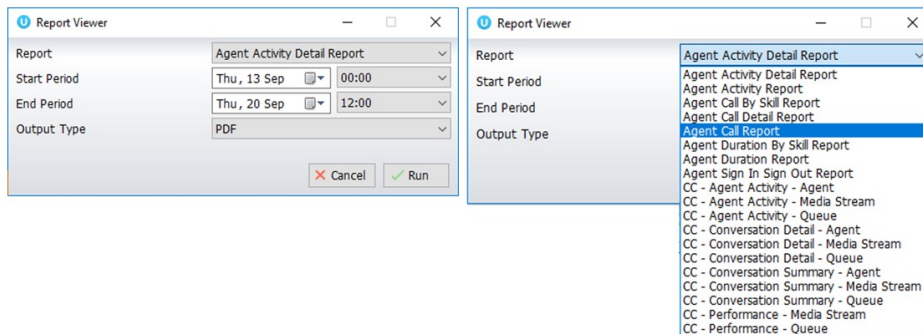 Report Viewer
Report
Agent Activity Detail Report
Start Period
Thu, 13 Sep
00:00
End Period
Thu, 20 Sep
12:00
Output Type
PDF
Cancel
Run
Report Viewer
Report
Agent Activity Detail Report
Start Period
End Period
Output Type
Agent Activity Detail Report
Agent Activity Report
Agent Call By Skill Report
Agent Call Detail Report
Agent Call Report
Agent Duration By Skill Report
Agent Duration Report
Agent Sign In Sign Out Report
CC - Agent Activity - Agent
CC - Agent Activity - Media Stream
CC - Agent Activity - Queue
CC - Conversation Detail - Agent
CC - Conversation Detail - Media Stream
CC - Conversation Detail - Queue
CC - Conversation Summary - Agent
CC - Conversation Summary - Media Stream
CC - Conversation Summary - Queue
CC - Performance - Media Stream
CC - Performance - Queue